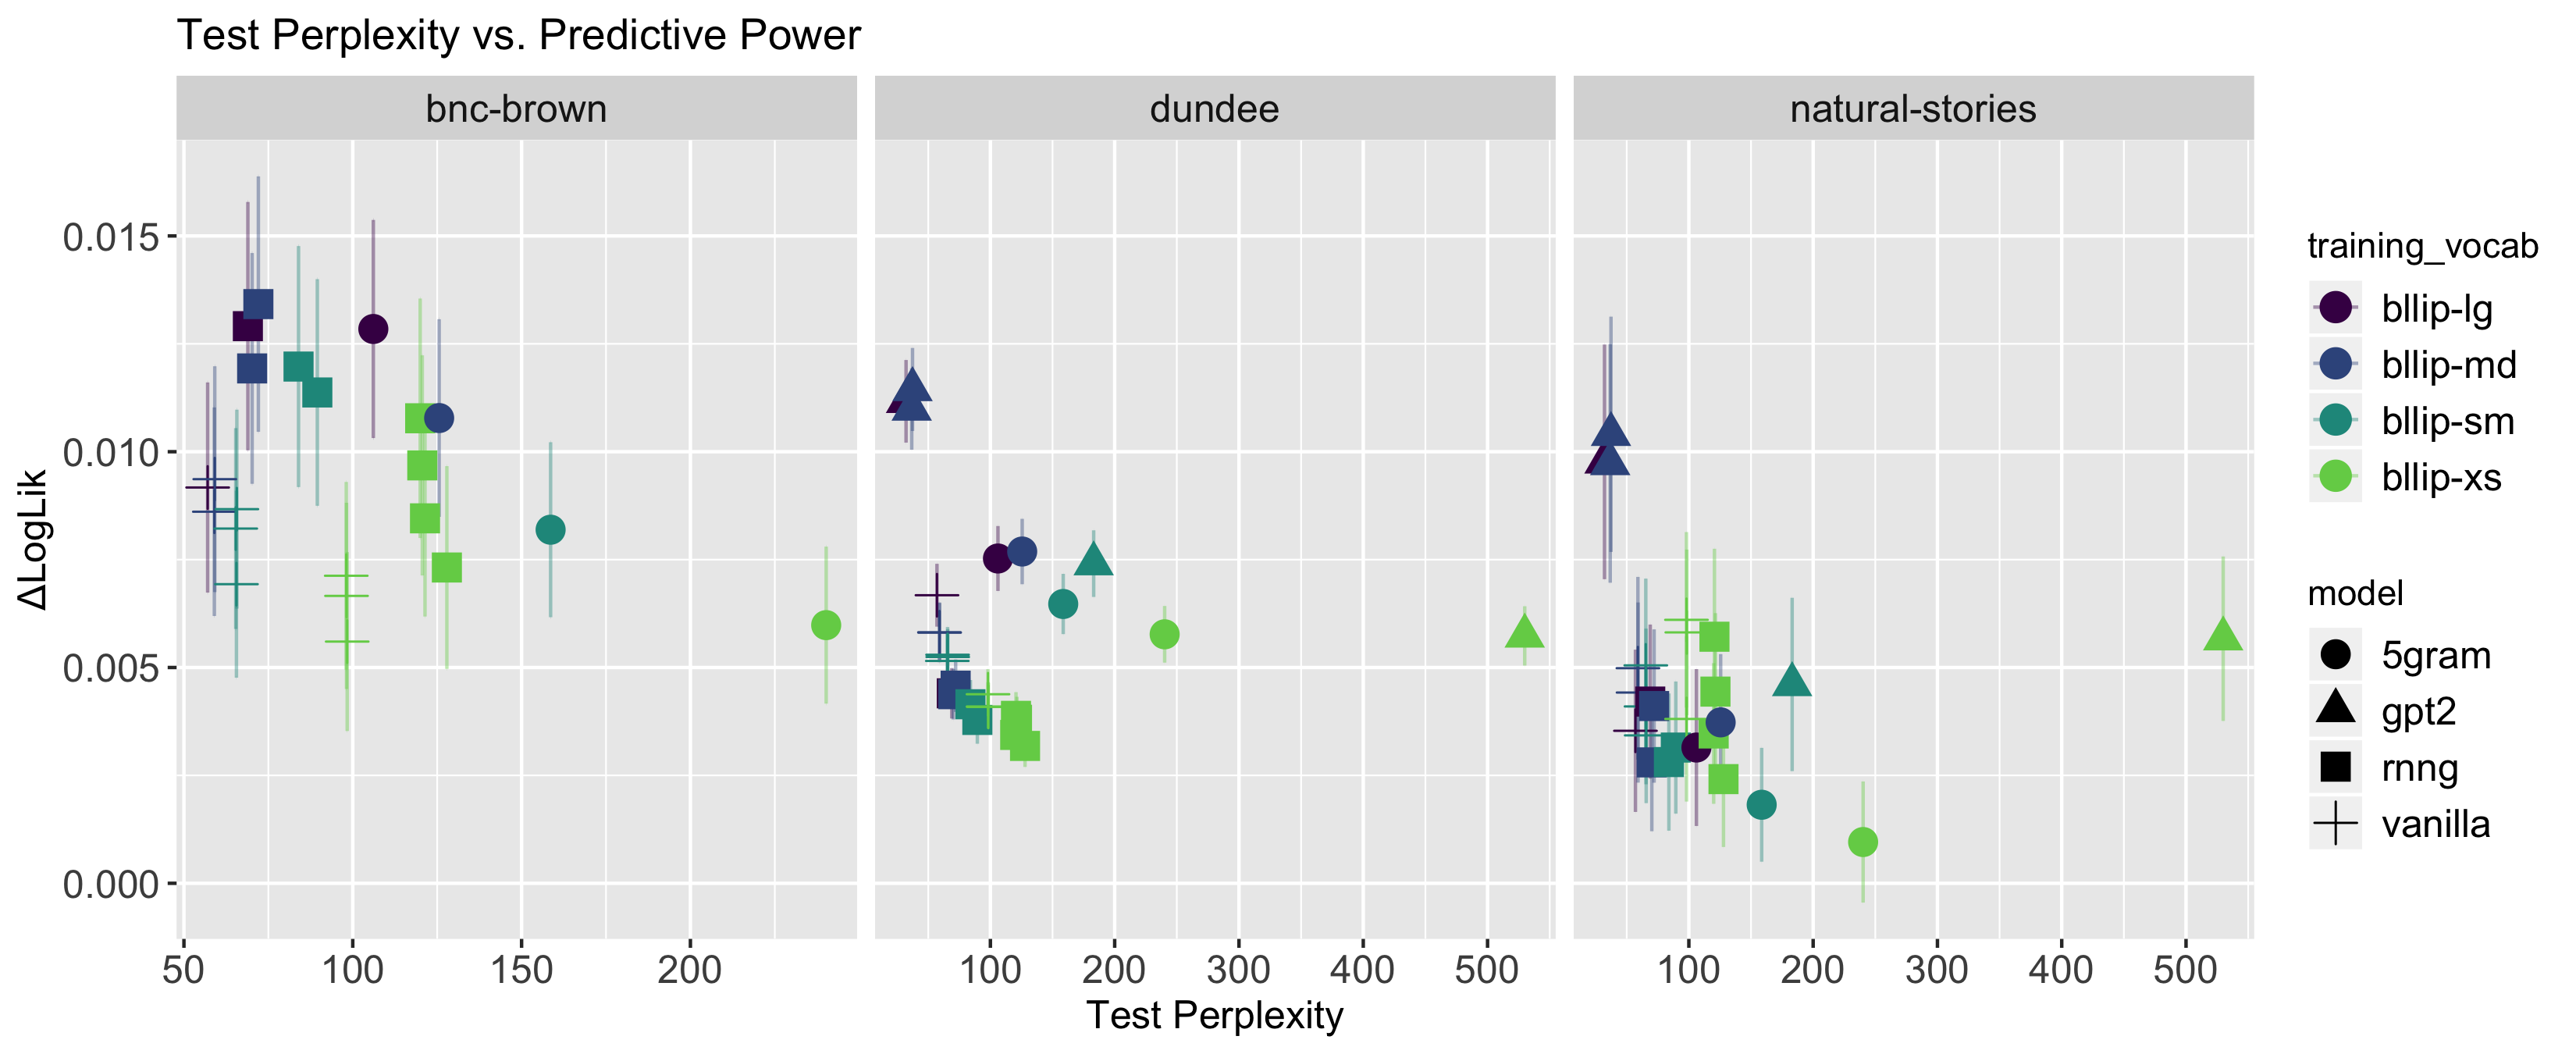 Test Perplexity vs. Predictive Power
bnc-brown
dundee
natural-stories
ΔLogLik
0.015
0.010
0.005
0.000
50 100 150 200
100 200 300 400 500
100 200 300 400 500
Test Perplexity
training_vocab
bllip-lg
bllip-md
bllip-sm
bllip-xs
model
5gram
gpt2
rnng
vanilla